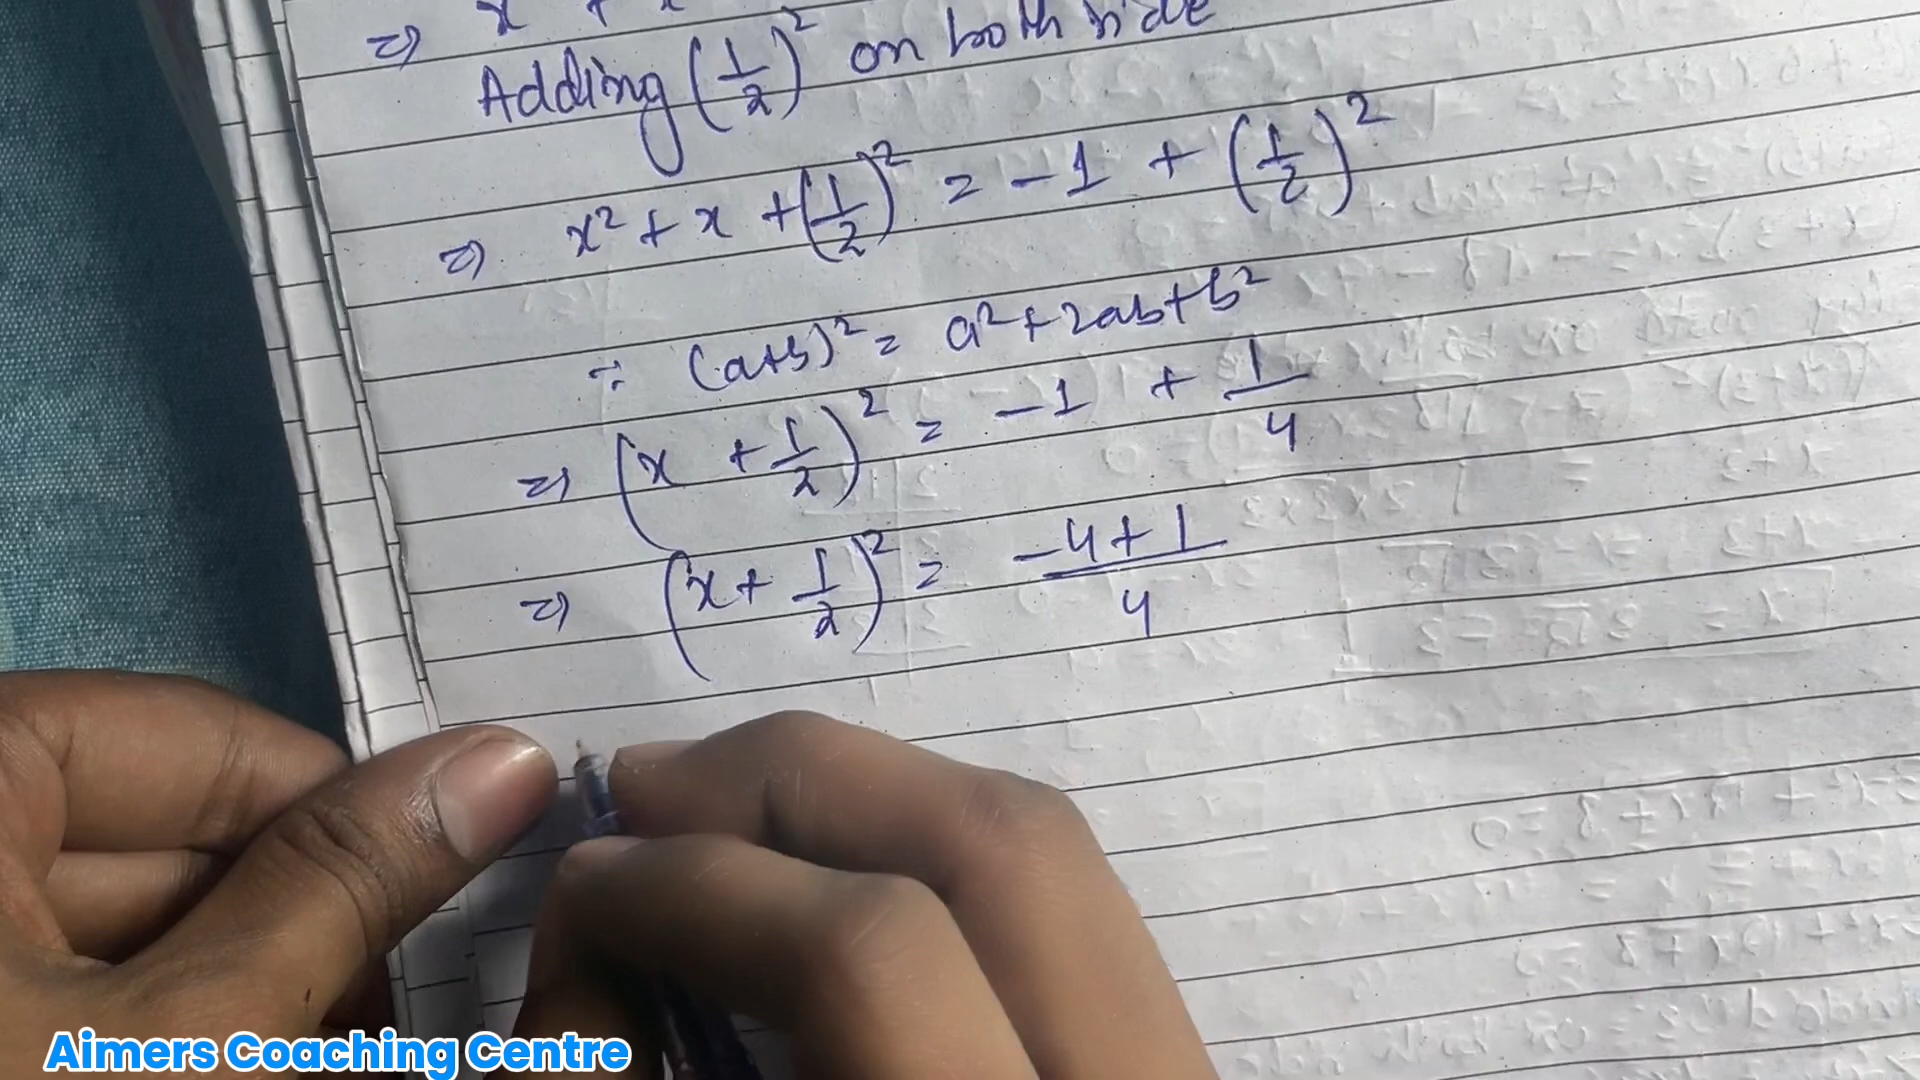 ⇒ x² + x
Adding (1/2)² on both side
⇒ x² + x + (1/2)² = -1 + (1/2)²
∵ (a+b)² = a² + 2ab + b²
⇒ (x + 1/2)² = -1 + 1/4
⇒ (x + 1/2)² = -4+1/4
Aimers Coaching Centre